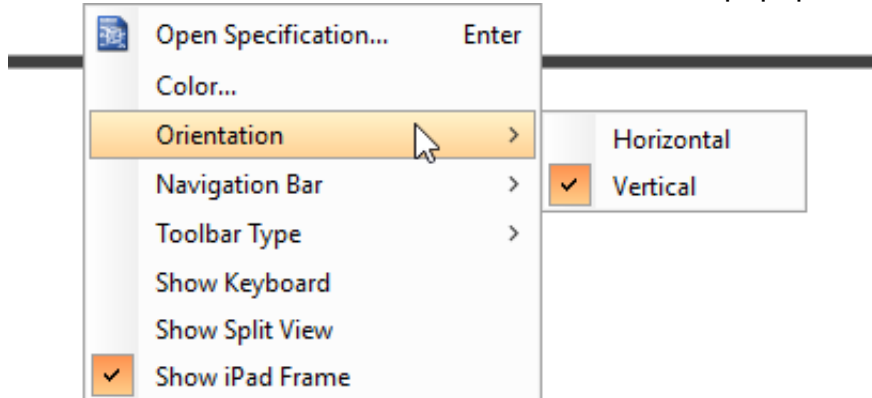 Open Specification... Enter
Color...
Orientation
Horizontal
Navigation Bar
Vertical
Toolbar Type
Show Keyboard
Show Split View
Show iPad Frame